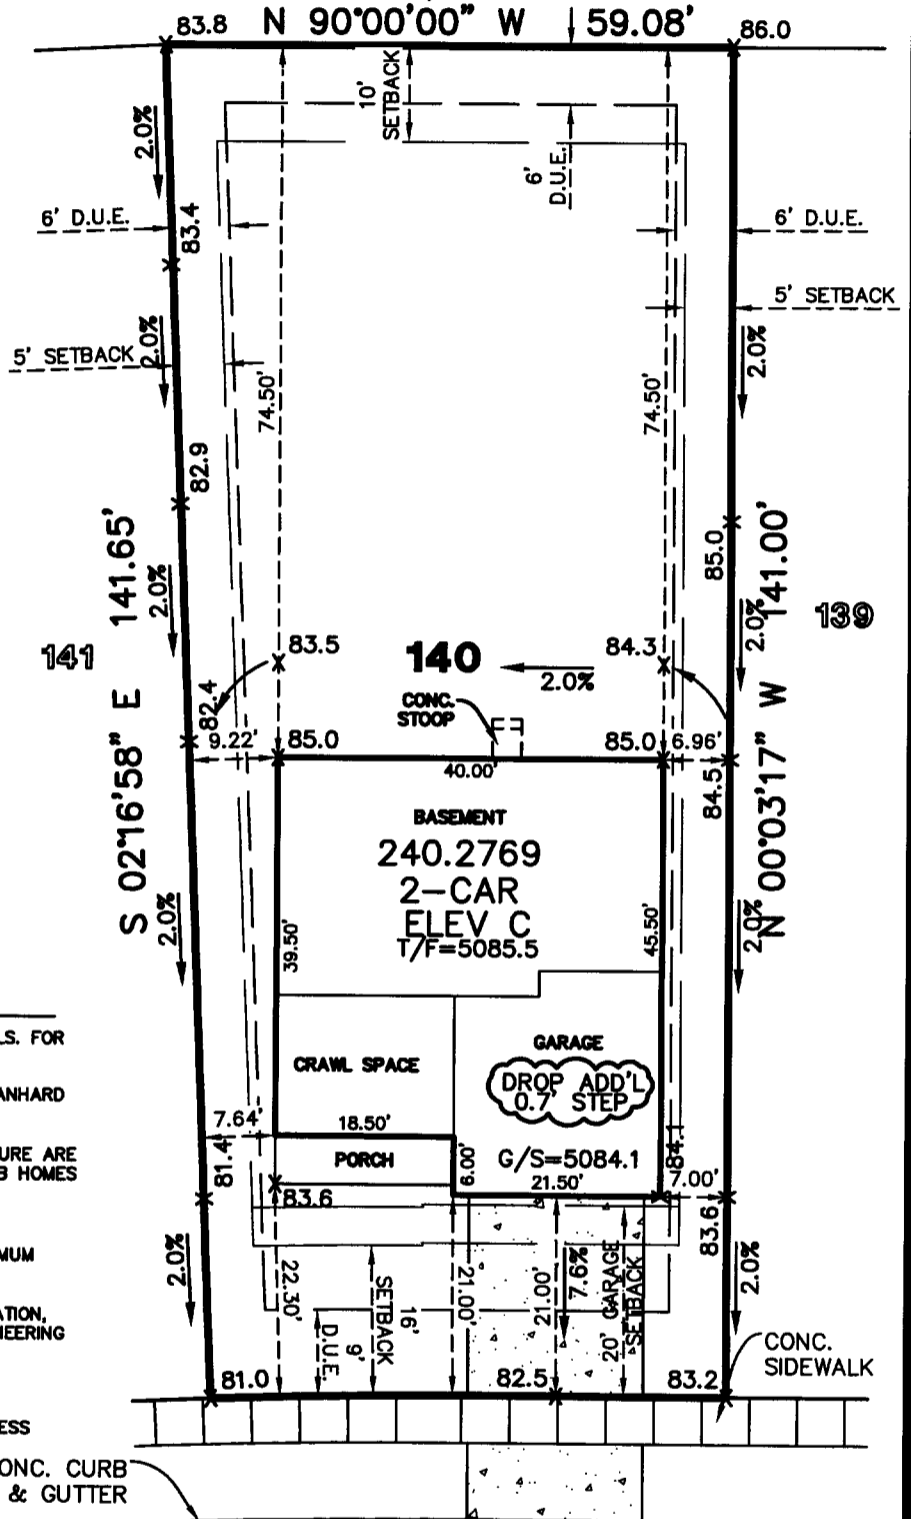 83.8 N 90°00'00" W 59.08' 86.0
10' SETBACK
6' D.U.E.
2.0%
6' D.U.E.
83.4
6' D.U.E.
5' SETBACK
2.0%
5' SETBACK
2.0%
74.50'
74.50'
82.9
85.0
S 02°16'58" E 141.65'
N 00°03'17" W 141.00'
2.0%
2.0%
141
140
139
83.5
84.3
2.0%
82.4
CONC.
STOOP
9.22'
85.0
85.0
6.96'
40.00'
84.5
BASEMENT
240.2769
2-CAR
ELEV C
T/F=5085.5
39.50'
45.50'
2.0%
2.0%
LS. FOR
ANHARD
URE ARE
B HOMES
CRAWL SPACE
GARAGE
DROP ADD'L
0.7' STEP
7.64'
18.50'
81.4
PORCH
6.00'
G/S=5084.1
21.50'
84.1
7.00'
83.6
83.6
2.0%
2.0%
MUM
ATION,
NEERING
22.30'
9'
D.U.E.
16'
SETBACK
21.00'
21.00'
7.6%
20' GARAGE
SETBACK
CONC.
SIDEWALK
81.0
82.5
83.2
ESS
ONC. CURB
& GUTTER